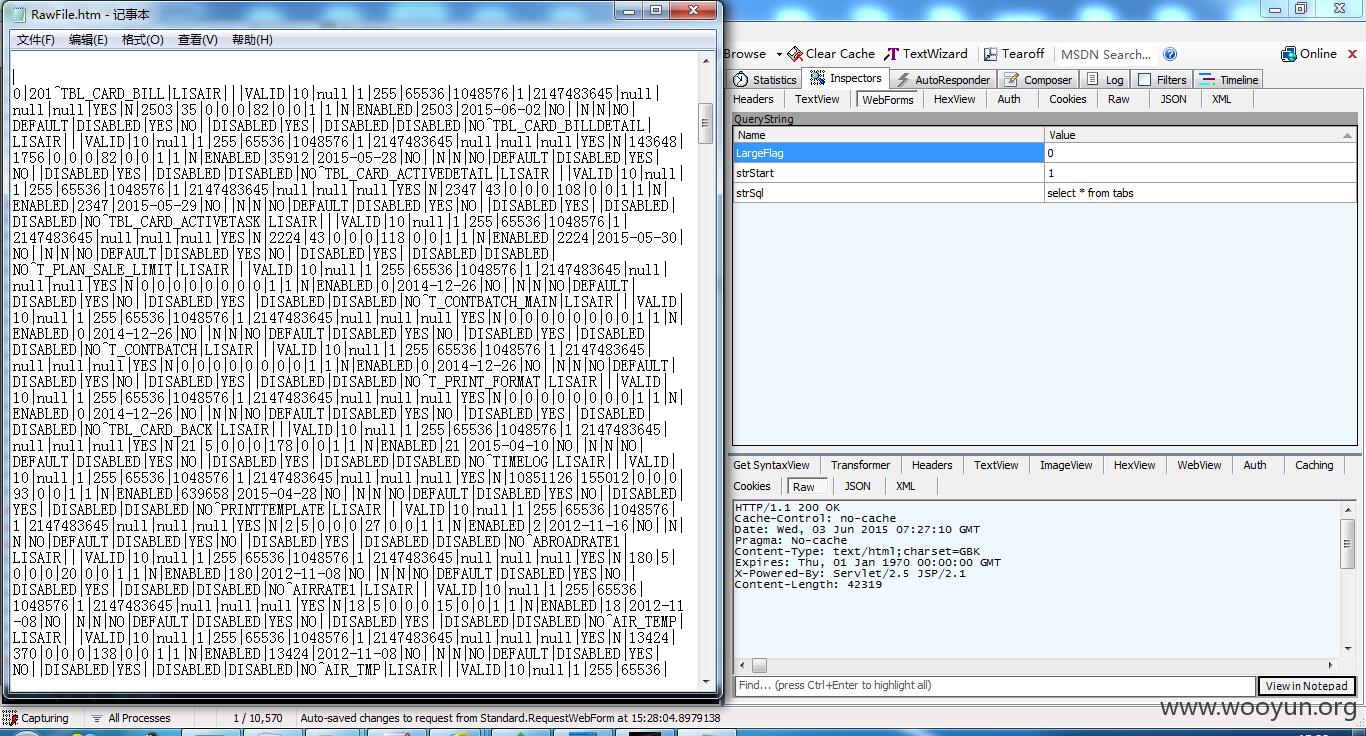 RawFile.htm - 记事本
文件(F) 编辑(E) 格式(O) 查看(V) 帮助(H)
0|201^TBL_CARD_BILL|LISAIR|||VALID|10|null|1|255|65536|1048576|1|2147483645|null|
null|null|YES|N|2503|35|0|0|0|82|0|0|1|1|N|ENABLED|2503|2015-06-02|NO||N|N|NO|
DEFAULT|DISABLED|YES|NO||DISABLED|YES||DISABLED|DISABLED|NO^TBL_CARD_BILLDETAIL|
LISAIR|||VALID|10|null|1|255|65536|1048576|1|2147483645|null|null|null|YES|N|143648|
1756|0|0|0|82|0|0|1|1|N|ENABLED|35912|2015-05-28|NO||N|N|NO|DEFAULT|DISABLED|YES|
NO||DISABLED|YES||DISABLED|DISABLED|NO^TBL_CARD_ACTIVEDETAIL|LISAIR|||VALID|10|null|
1|255|65536|1048576|1|2147483645|null|null|null|YES|N|2347|43|0|0|0|108|0|0|1|1|N|
ENABLED|2347|2015-05-29|NO||N|N|NO|DEFAULT|DISABLED|YES|NO||DISABLED|YES||DISABLED|
DISABLED|NO^TBL_CARD_ACTIVETASK|LISAIR|||VALID|10|null|1|255|65536|1048576|1|
2147483645|null|null|null|YES|N|2224|43|0|0|0|118|0|0|1|1|N|ENABLED|2224|2015-05-30|
NO||N|N|NO|DEFAULT|DISABLED|YES|NO||DISABLED|YES||DISABLED|DISABLED|
NO^T_PLAN_SALE_LIMIT|LISAIR|||VALID|10|null|1|255|65536|1048576|1|2147483645|null|
null|null|YES|N|0|0|0|0|0|0|0|0|1|1|N|ENABLED|0|2014-12-26|NO||N|N|NO|DEFAULT|
DISABLED|YES|NO||DISABLED|YES||DISABLED|DISABLED|NO^T_CONTBATCH_MAIN|LISAIR|||VALID|
10|null|1|255|65536|1048576|1|2147483645|null|null|null|YES|N|0|0|0|0|0|0|0|0|1|1|N|
ENABLED|0|2014-12-26|NO||N|N|NO|DEFAULT|DISABLED|YES|NO||DISABLED|YES||DISABLED|
DISABLED|NO^T_CONTBATCH|LISAIR|||VALID|10|null|1|255|65536|1048576|1|2147483645|
null|null|null|YES|N|0|0|0|0|0|0|0|0|1|1|N|ENABLED|0|2014-12-26|NO||N|N|NO|DEFAULT|
DISABLED|YES|NO||DISABLED|YES||DISABLED|DISABLED|NO^T_PRINT_FORMAT|LISAIR|||VALID|
10|null|1|255|65536|1048576|1|2147483645|null|null|null|YES|N|0|0|0|0|0|0|0|0|1|1|N|
ENABLED|0|2014-12-26|NO||N|N|NO|DEFAULT|DISABLED|YES|NO||DISABLED|YES||DISABLED|
DISABLED|NO^TBL_CARD_BACK|LISAIR|||VALID|10|null|1|255|65536|1048576|1|2147483645|
null|null|null|YES|N|21|5|0|0|0|178|0|0|1|1|N|ENABLED|21|2015-04-10|NO||N|N|NO|
DEFAULT|DISABLED|YES|NO||DISABLED|YES||DISABLED|DISABLED|NO^TIMELOG|LISAIR|||VALID|
10|null|1|255|65536|1048576|1|2147483645|null|null|null|YES|N|10851126|155012|0|0|0|
93|0|0|1|1|N|ENABLED|639658|2015-04-28|NO||N|N|NO|DEFAULT|DISABLED|YES|NO||DISABLED|
YES||DISABLED|DISABLED|NO^PRINTTEMPLATE|LISAIR|||VALID|10|null|1|255|65536|1048576|
1|2147483645|null|null|null|YES|N|2|5|0|0|0|27|0|0|1|1|N|ENABLED|2|2012-11-16|NO||N|
N|NO|DEFAULT|DISABLED|YES|NO||DISABLED|YES||DISABLED|DISABLED|NO^ABROADRATE1|
LISAIR|||VALID|10|null|1|255|65536|1048576|1|2147483645|null|null|null|YES|N|180|5|
0|0|0|20|0|0|1|1|N|ENABLED|180|2012-11-08|NO||N|N|NO|DEFAULT|DISABLED|YES|NO||
DISABLED|YES||DISABLED|DISABLED|NO^AIRRATE1|LISAIR|||VALID|10|null|1|255|65536|
1048576|1|2147483645|null|null|null|YES|N|18|5|0|0|0|15|0|0|1|1|N|ENABLED|18|2012-11
-08|NO||N|N|NO|DEFAULT|DISABLED|YES|NO||DISABLED|YES||DISABLED|DISABLED|NO^AIR_TEMP|
LISAIR|||VALID|10|null|1|255|65536|1048576|1|2147483645|null|null|null|YES|N|13424|
370|0|0|0|138|0|0|1|1|N|ENABLED|13424|2012-11-08|NO||N|N|NO|DEFAULT|DISABLED|YES|
NO||DISABLED|YES||DISABLED|DISABLED|NO^AIR_TMP|LISAIR|||VALID|10|null|1|255|65536|
Browse Clear Cache TextWizard Tearoff MSDN Search... Online
Statistics Inspectors AutoResponder Composer Log Filters Timeline
Headers TextView WebForms HexView Auth Cookies Raw JSON XML
QueryString
Name Value
LargeFlag 0
strStart 1
strSql select * from tabs
Get SyntaxView Transformer Headers TextView ImageView HexView WebView Auth Caching
Cookies Raw JSON XML
HTTP/1.1 200 OK
Cache-Control: no-cache
Date: Wed, 03 Jun 2015 07:27:10 GMT
Pragma: No-cache
Content-Type: text/html;charset=GBK
Expires: Thu, 01 Jan 1970 00:00:00 GMT
X-Powered-By: Servlet/2.5 JSP/2.1
Content-Length: 42319
Find... (press Ctrl+Enter to highlight all) View in Notepad
Capturing All Processes 1 / 10,570 Auto-saved changes to request from Standard.RequestWebForm at 15:28:04.8979138
www.wooyun.org